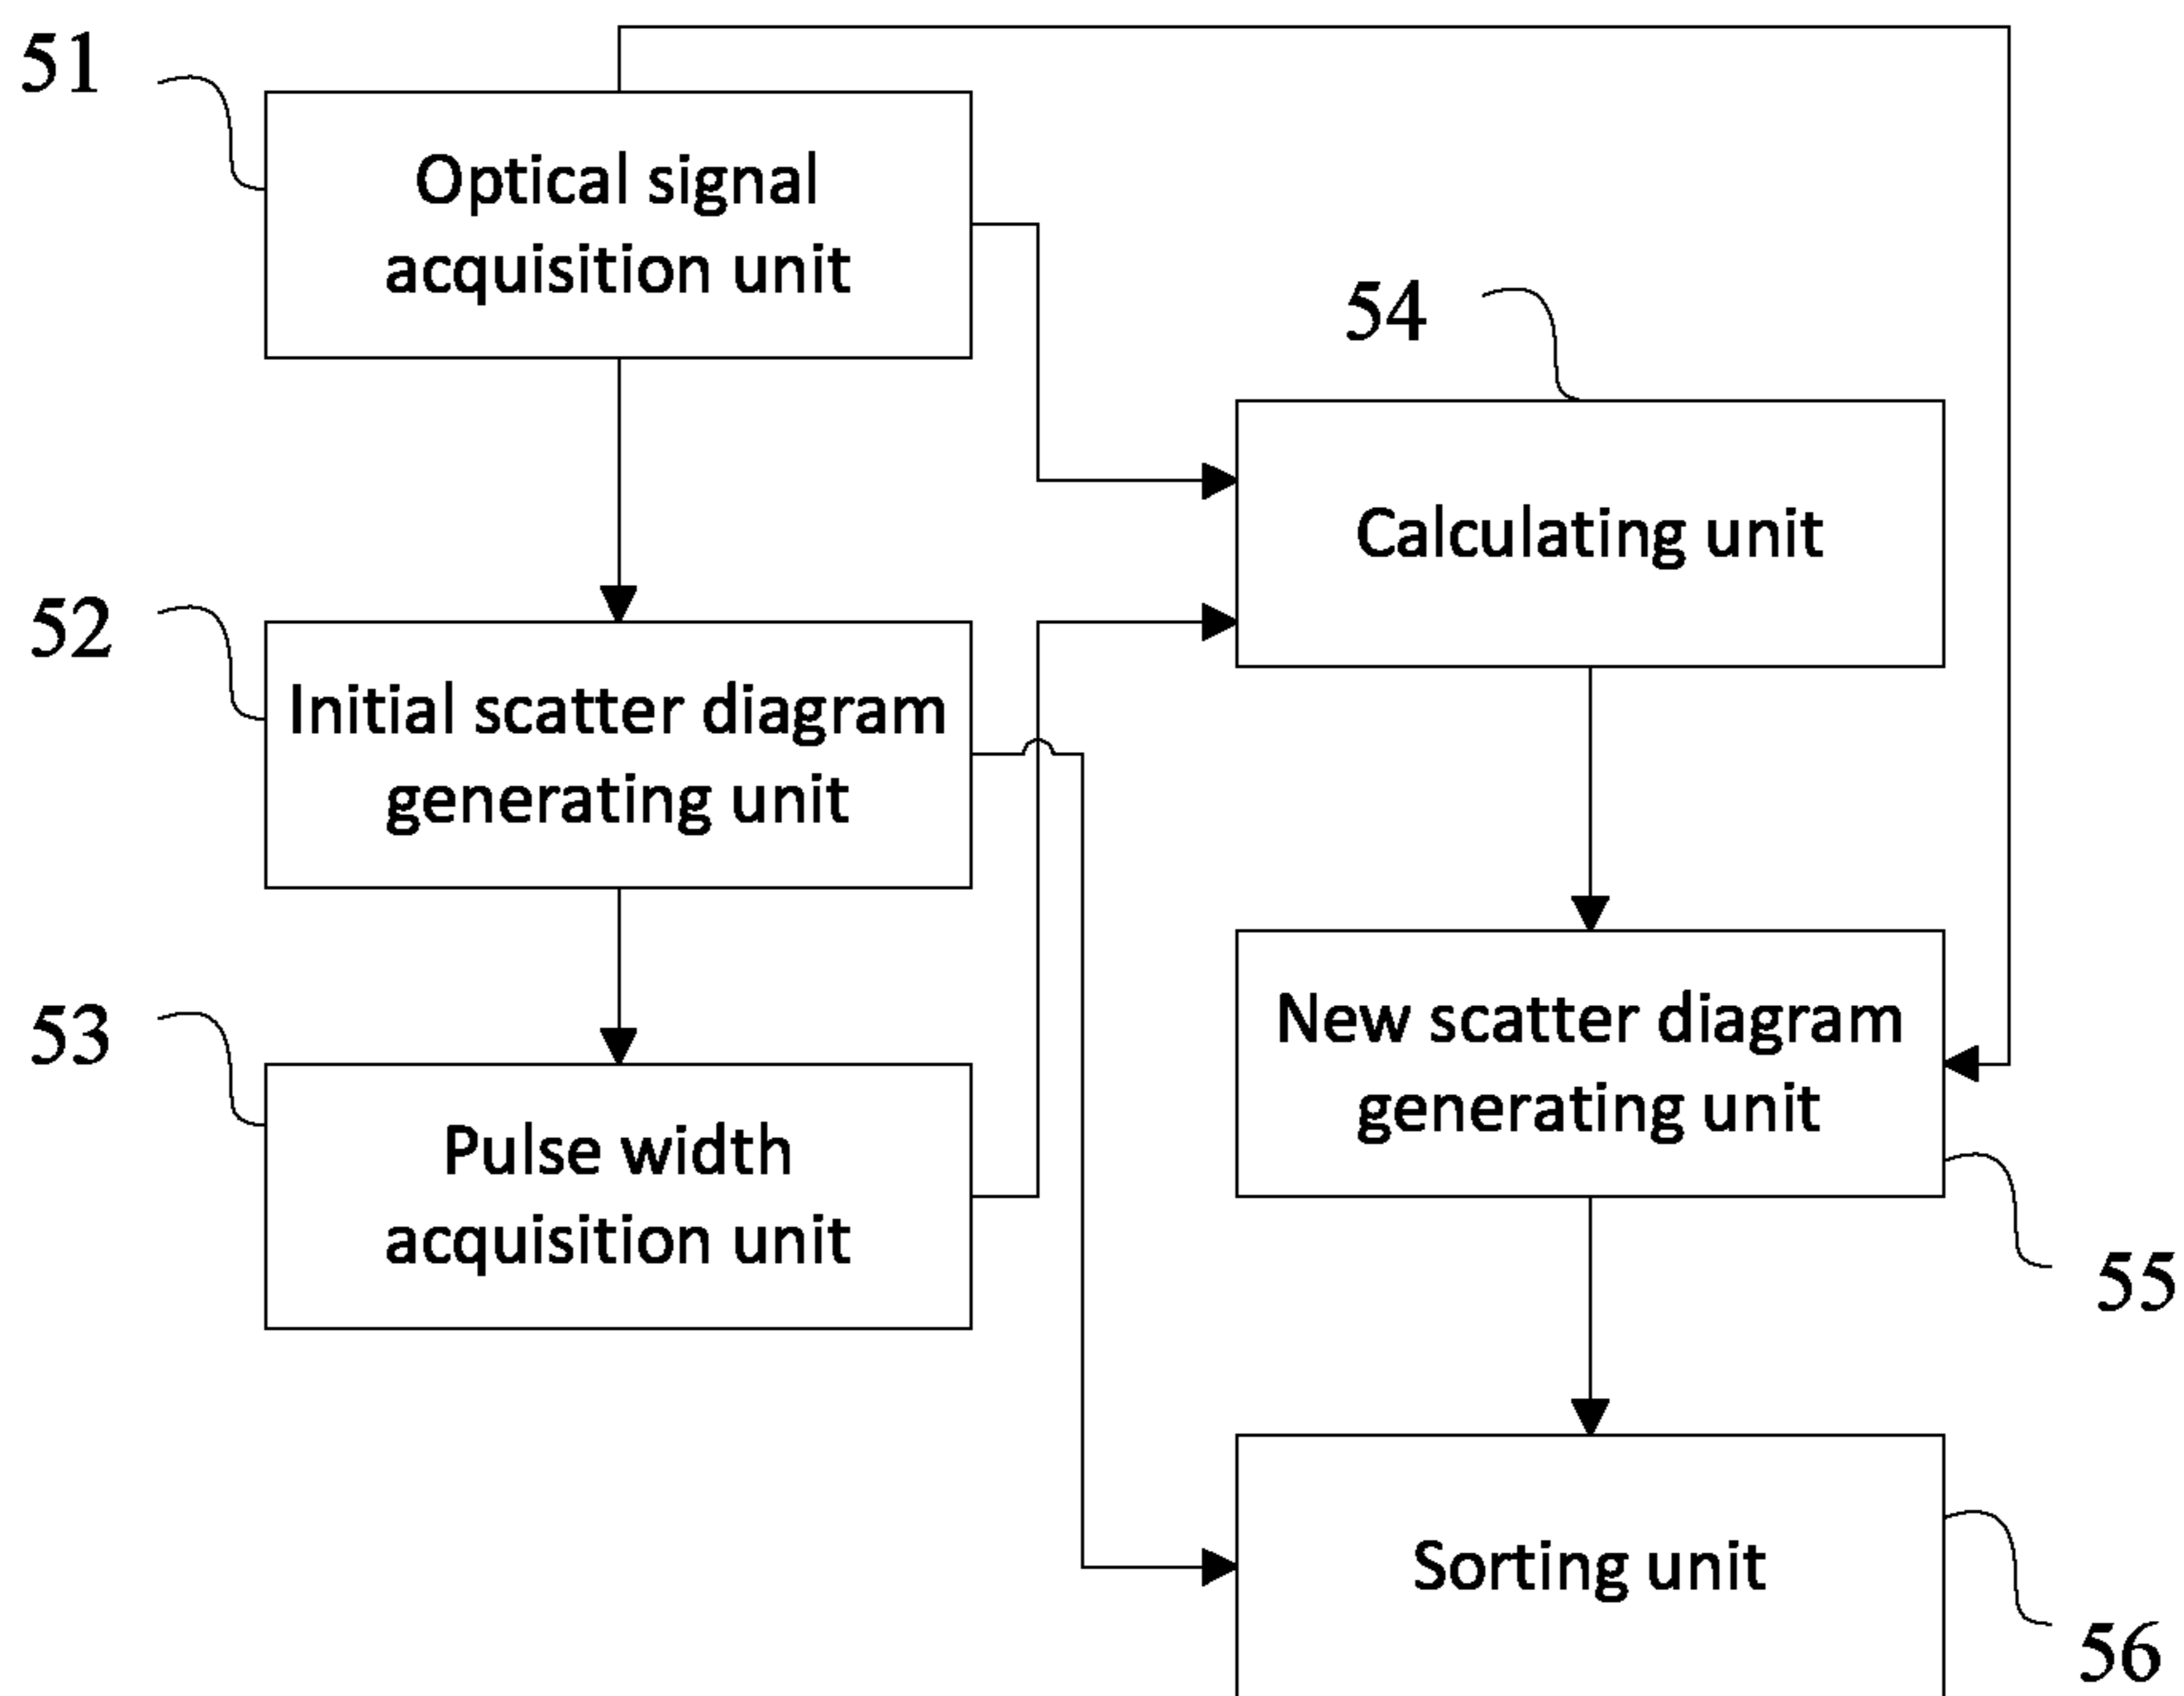 51
Optical signal
acquisition unit
54
Calculating unit
52
Initial scatter diagram
generating unit
53
Pulse width
acquisition unit
New scatter diagram
generating unit
55
Sorting unit
56